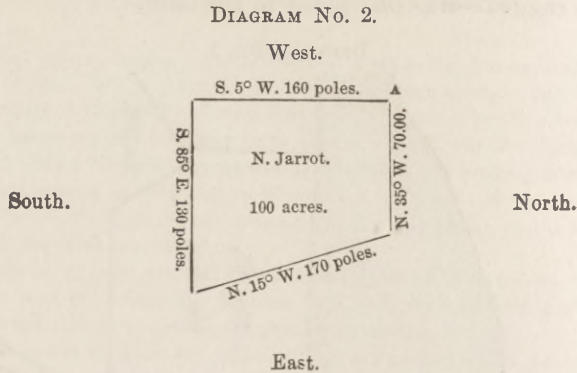 DIAGRAM NO. 2.
West.
S. 5° W. 160 poles.
A
S. 85° E. 130 poles.
N. Jarrot.
100 acres.
N. 35° W. 70.00.
South.
North.
N. 15° W. 170 poles.
East.